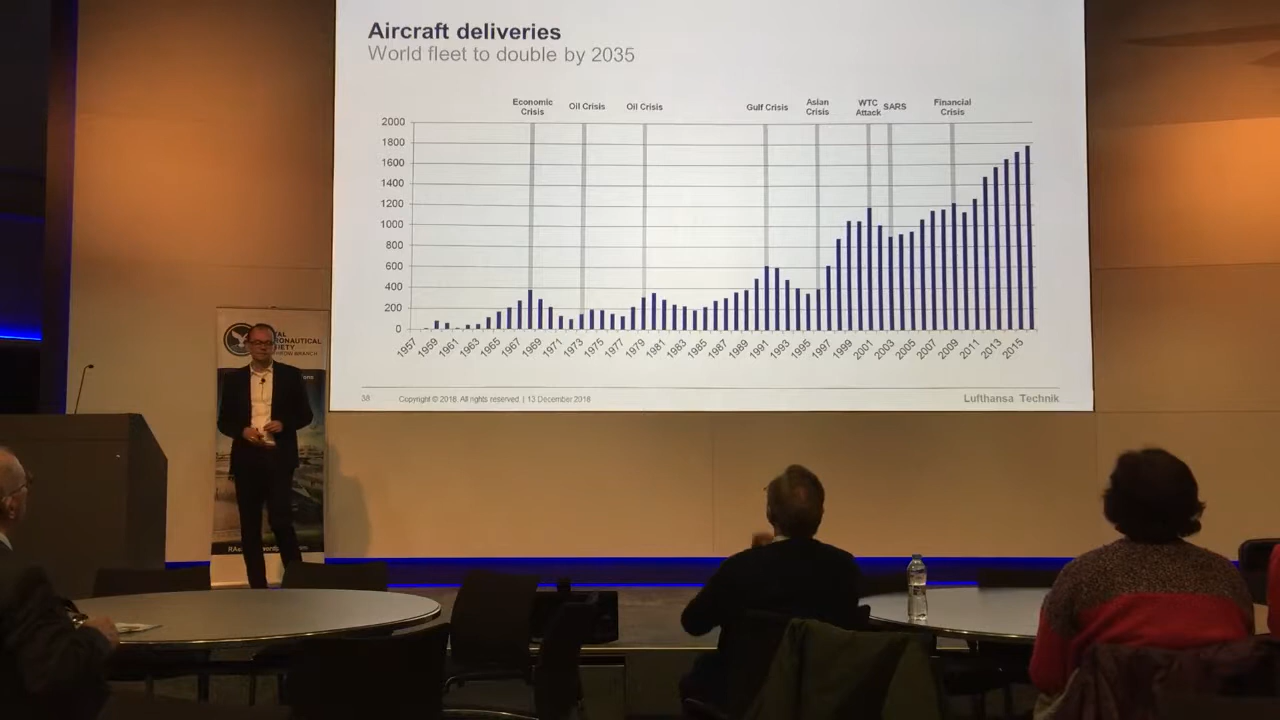 Aircraft deliveries
World fleet to double by 2035
Economic
Crisis
Oil Crisis
Oil Crisis
Gulf Crisis
Asian
Crisis
WTC
Attack
SARS
Financial
Crisis
2000
1800
1600
1400
1200
1000
800
600
400
200
0
1957
1959
1961
1963
1965
1967
1969
1971
1973
1975
1977
1979
1981
1983
1985
1987
1989
1991
1993
1995
1997
1999
2001
2003
2005
2007
2009
2011
2013
2015
38
Copyright © 2018. All rights reserved. | 13 December 2018
Lufthansa Technik